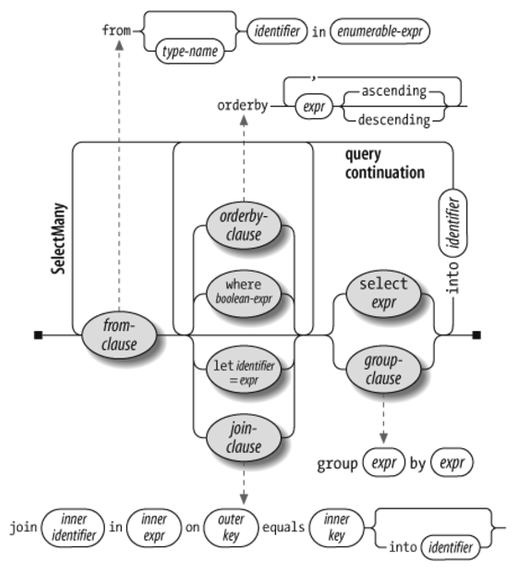 from type-name identifier in enumerable-expr
orderby expr , ascending
descending
SelectMany
query
continuation
into identifier
orderby-
clause
where
boolean-expr
let identifier
= expr
join-
clause
from-
clause
select
expr
group-
clause
group expr by expr
join inner identifier in inner expr on outer key equals inner key
into identifier